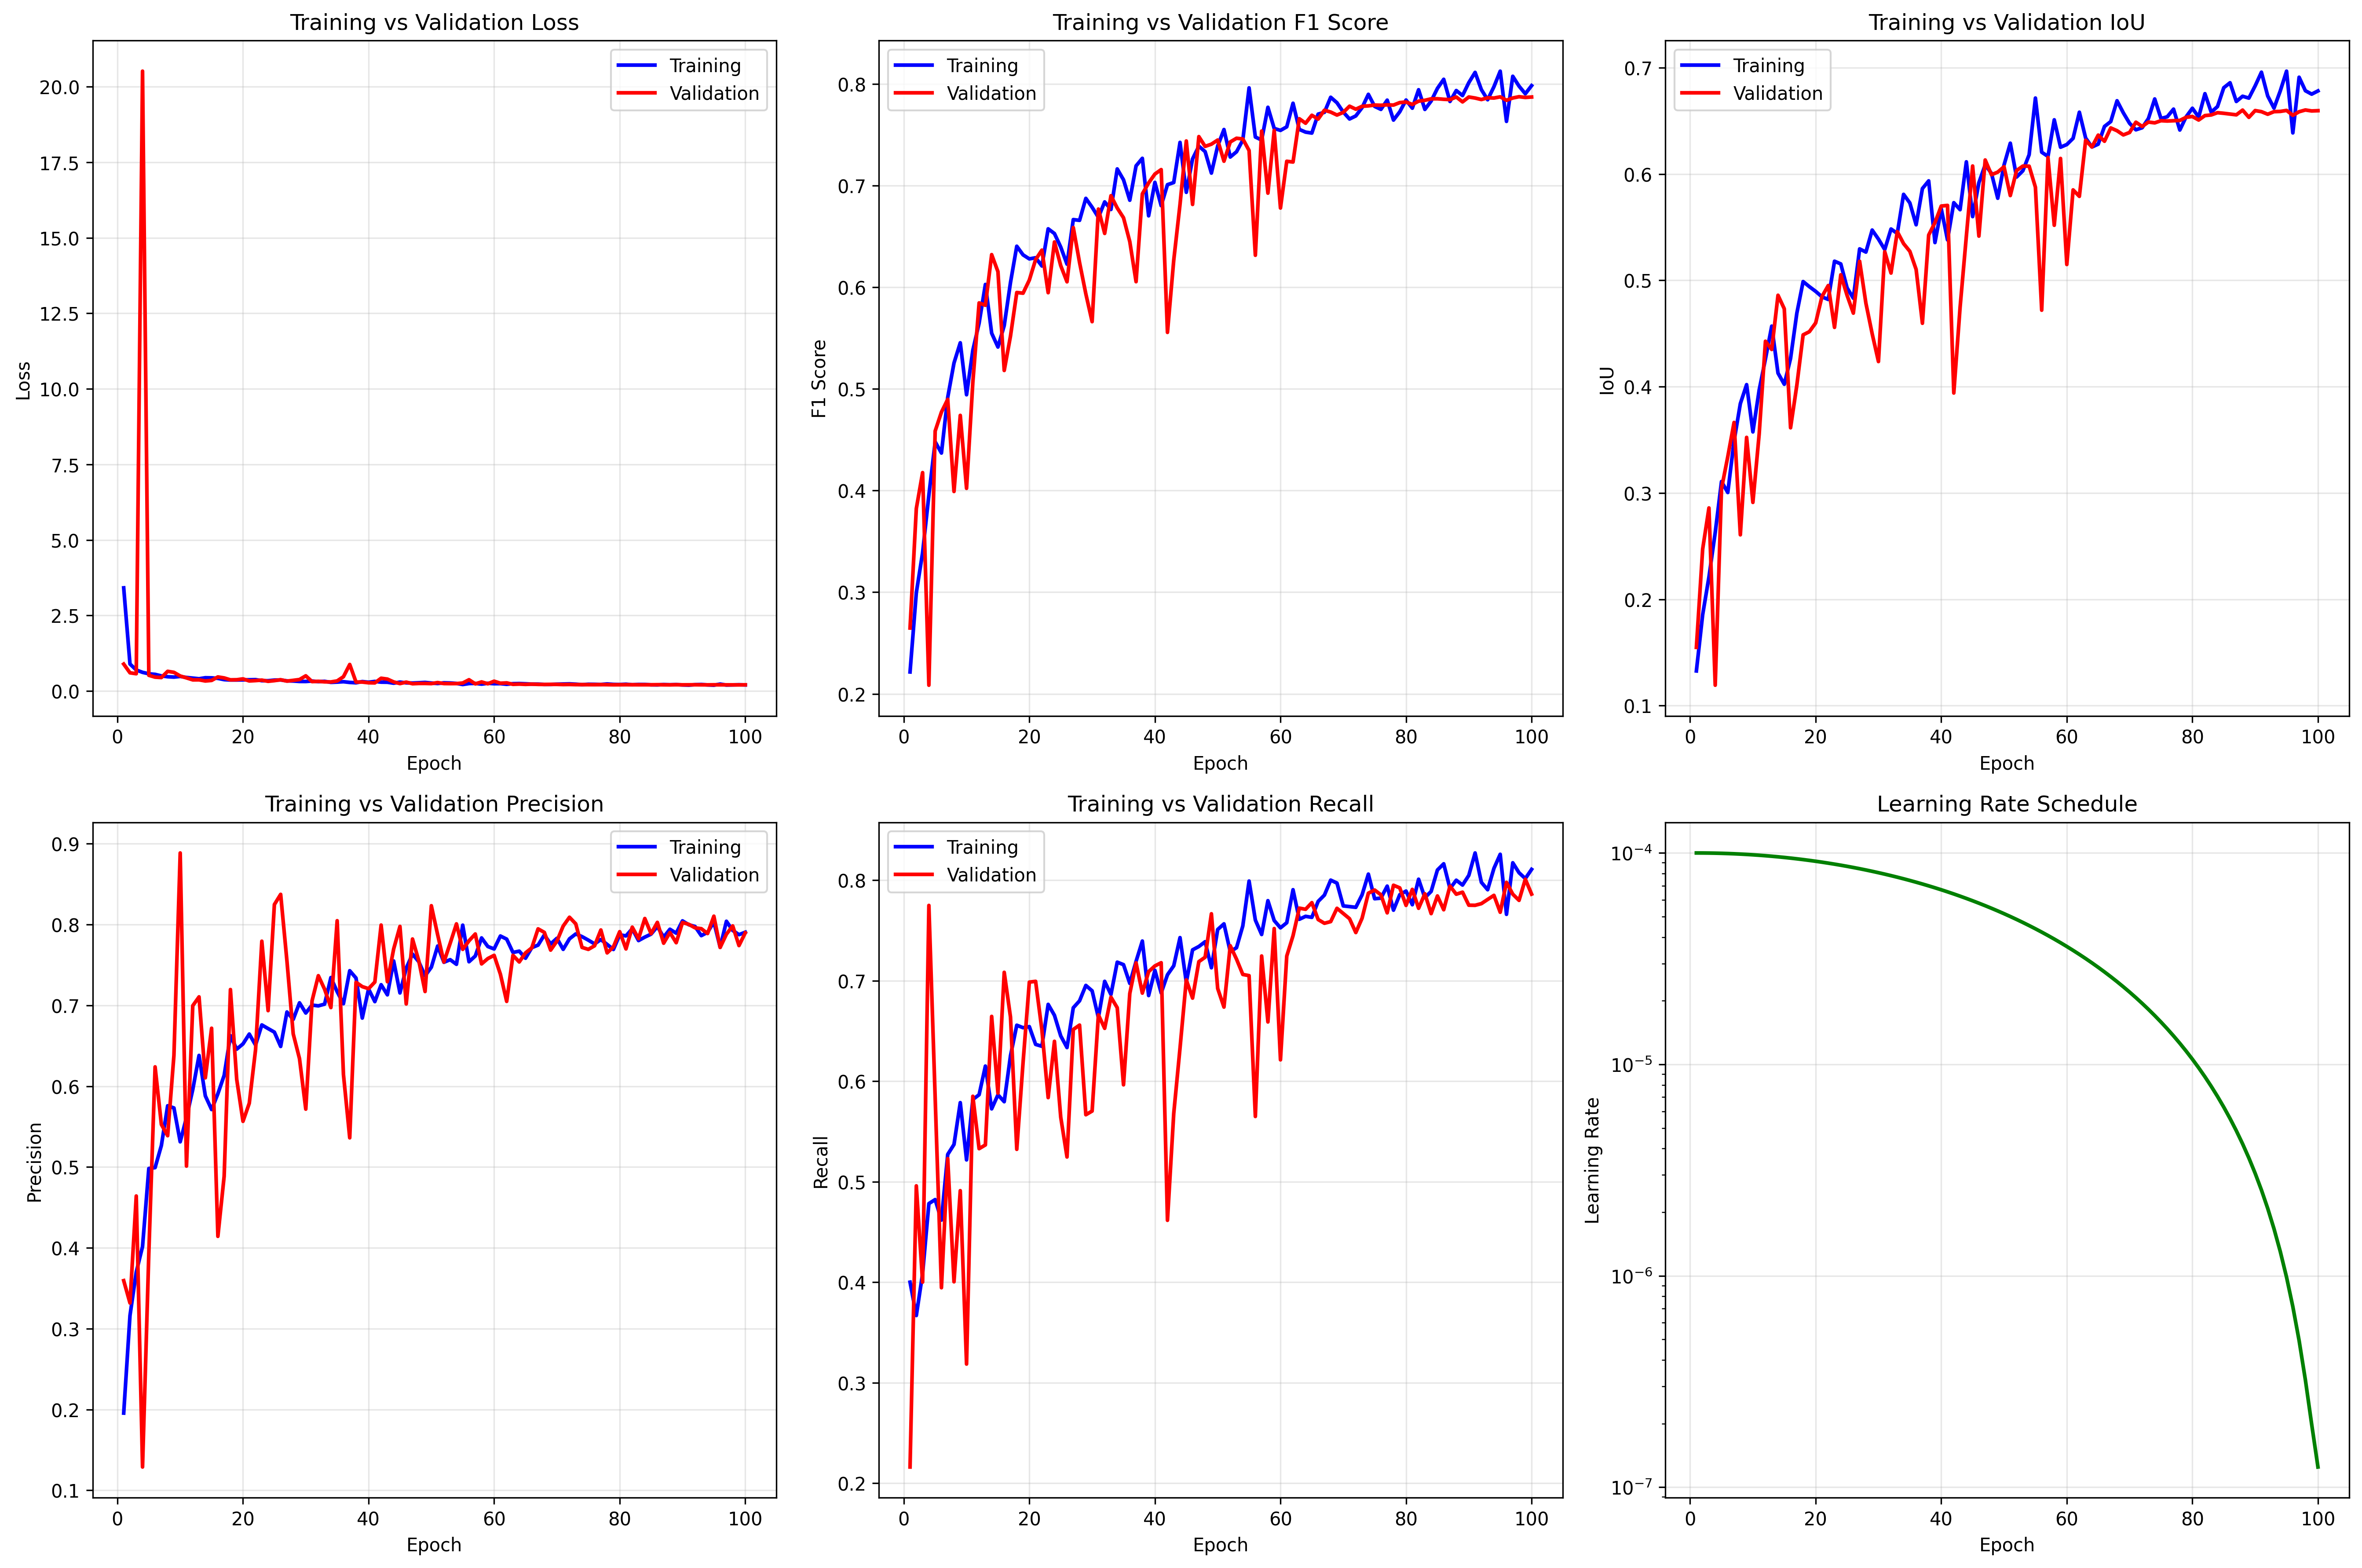 Training vs Validation Loss
Training
Validation
Loss
20.0
17.5
15.0
12.5
10.0
7.5
5.0
2.5
0.0
0 20 40 60 80 100
Epoch
Training vs Validation F1 Score
Training
Validation
F1 Score
0.8
0.7
0.6
0.5
0.4
0.3
0.2
0 20 40 60 80 100
Epoch
Training vs Validation IoU
Training
Validation
IoU
0.7
0.6
0.5
0.4
0.3
0.2
0.1
0 20 40 60 80 100
Epoch
Training vs Validation Precision
Training
Validation
Precision
0.9
0.8
0.7
0.6
0.5
0.4
0.3
0.2
0.1
0 20 40 60 80 100
Epoch
Training vs Validation Recall
Training
Validation
Recall
0.8
0.7
0.6
0.5
0.4
0.3
0.2
0 20 40 60 80 100
Epoch
Learning Rate Schedule
Learning Rate
10⁻⁴
10⁻⁵
10⁻⁶
10⁻⁷
0 20 40 60 80 100
Epoch